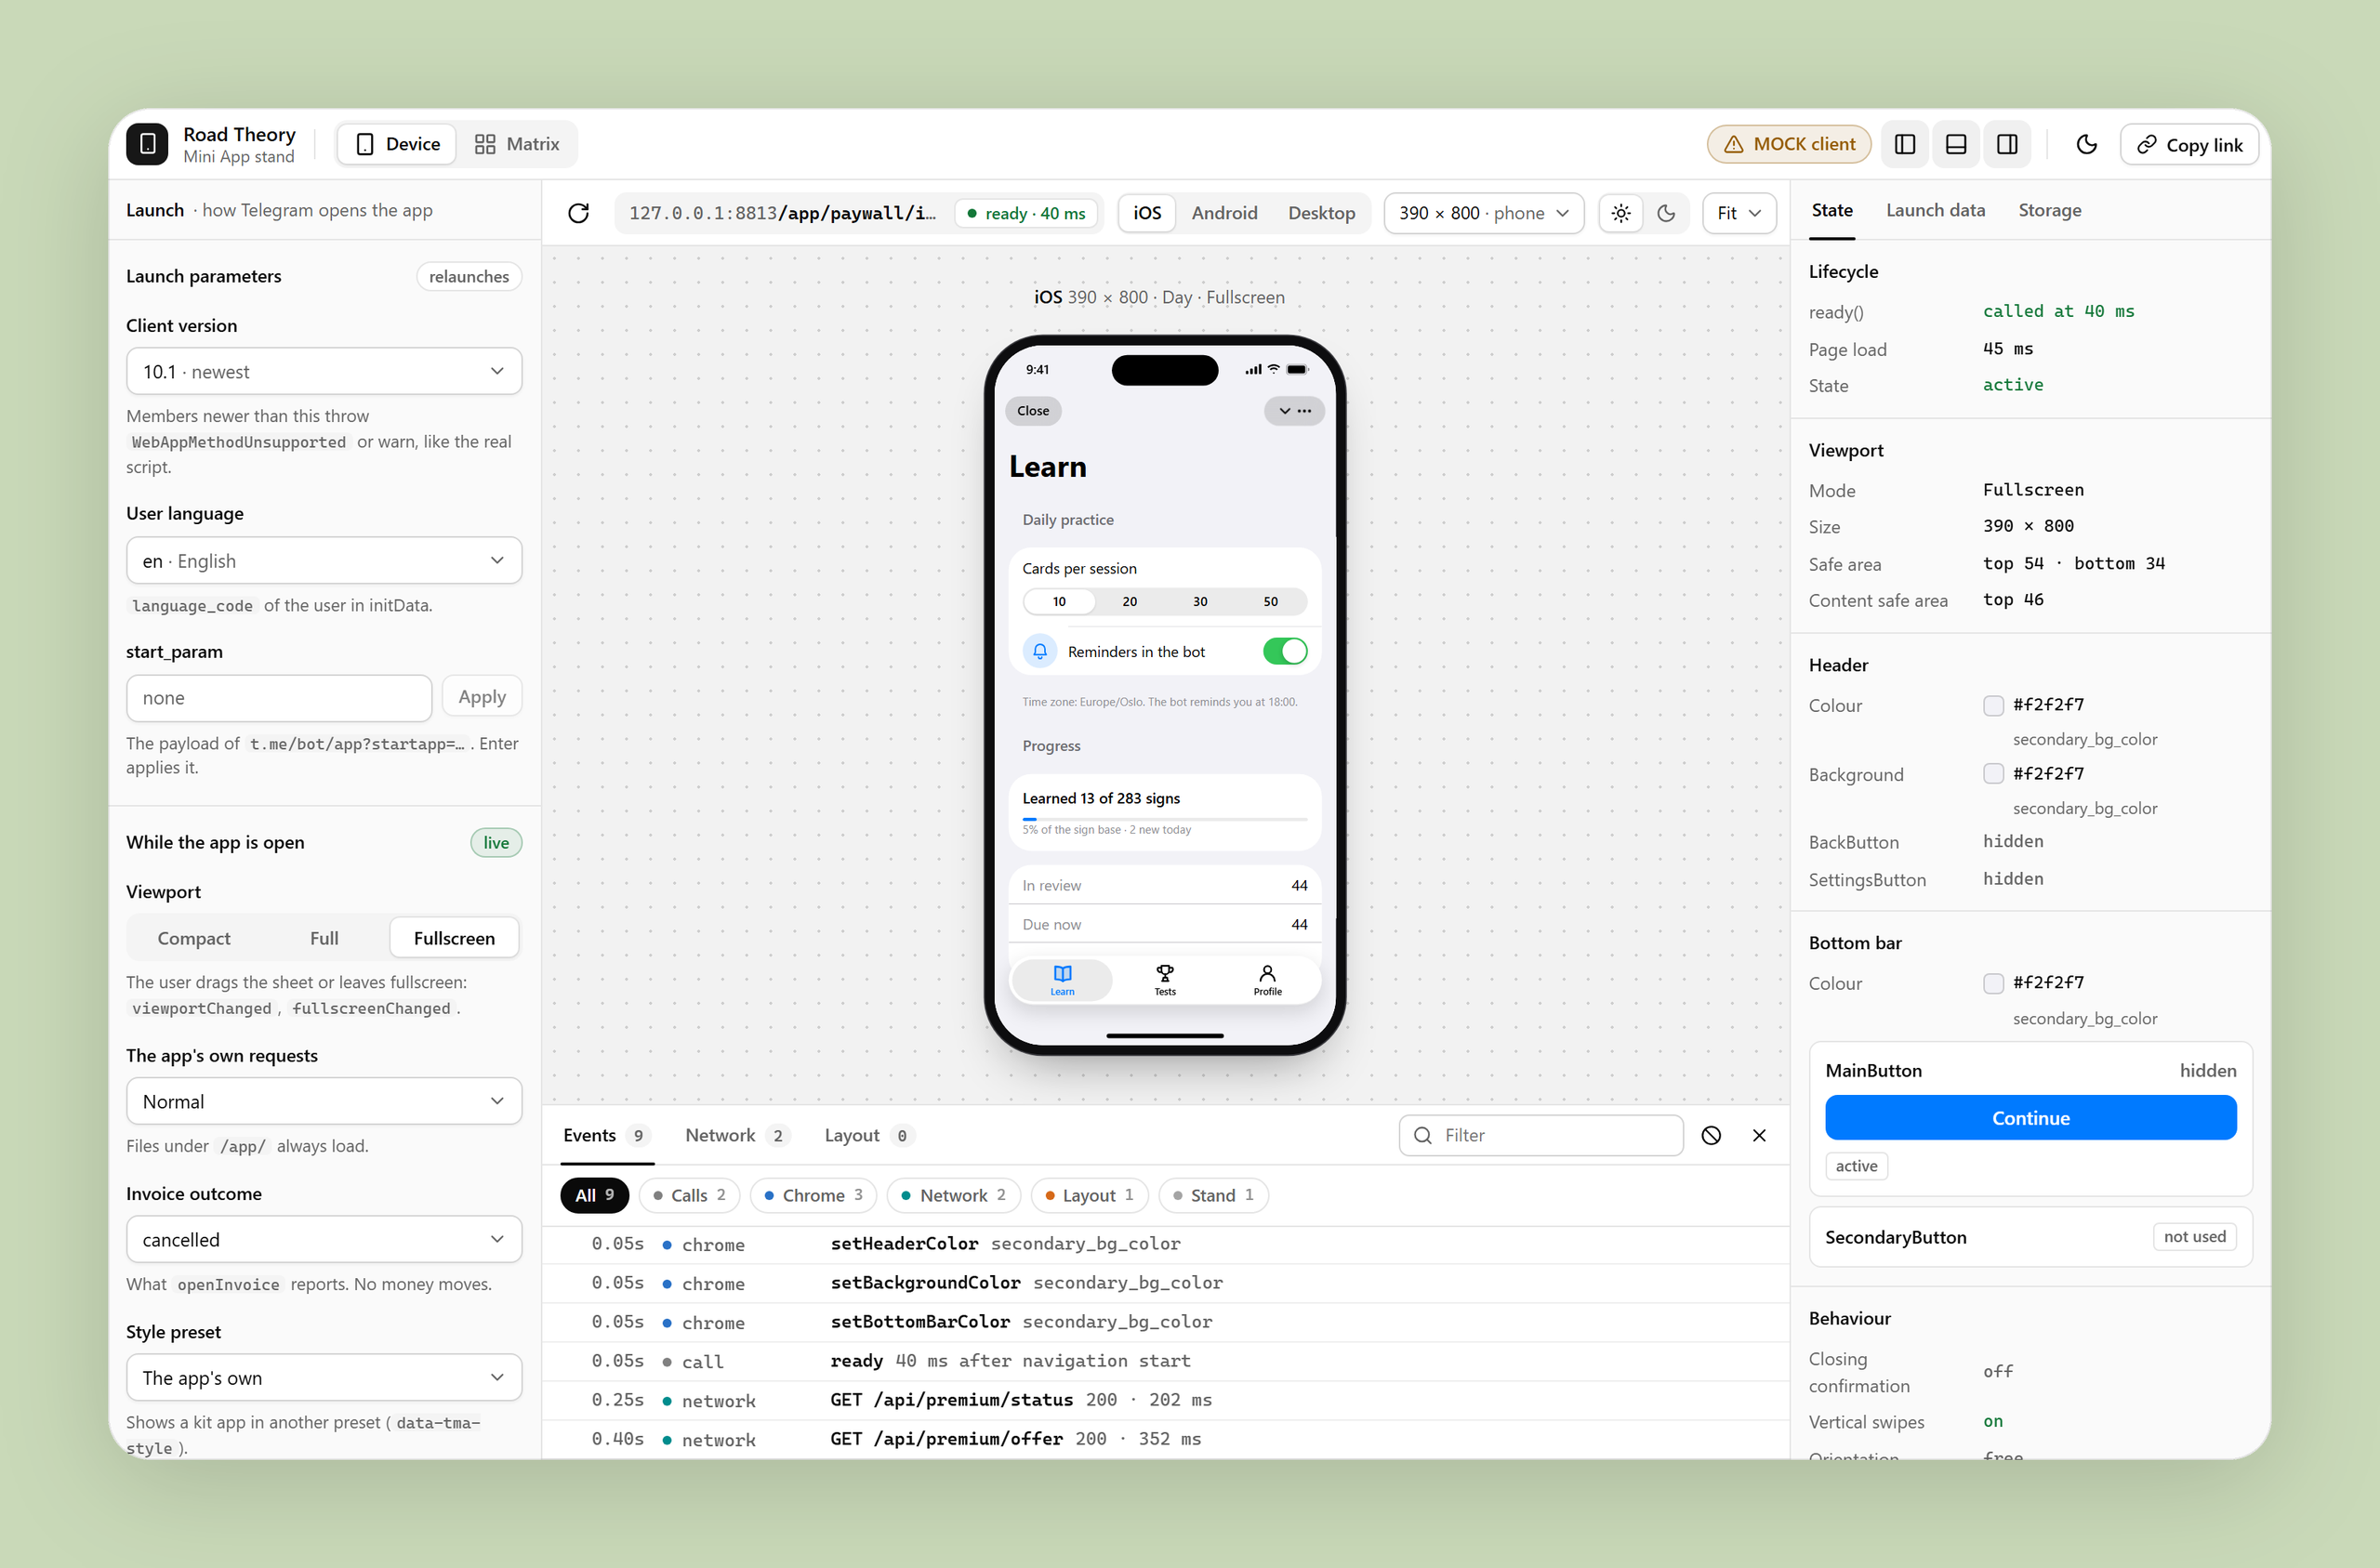 Road Theory
Mini App stand
Device
Matrix
MOCK client
Copy link
Launch · how Telegram opens the app
Launch parameters
relaunches
Client version
10.1 · newest
Members newer than this throw
WebAppMethodUnsupported or warn, like the real
script.
User language
en · English
language_code of the user in initData.
start_param
none
Apply
The payload of t.me/bot/app?startapp=… . Enter
applies it.
While the app is open
live
Viewport
Compact
Full
Fullscreen
The user drags the sheet or leaves fullscreen:
viewportChanged , fullscreenChanged .
The app's own requests
Normal
Files under /app/ always load.
Invoice outcome
cancelled
What openInvoice reports. No money moves.
Style preset
The app's own
Shows a kit app in another preset ( data-tma-
style ).
127.0.0.1:8813/app/paywall/i…
ready · 40 ms
iOS
Android
Desktop
390 × 800 · phone
Fit
iOS 390 × 800 · Day · Fullscreen
9:41
Close
Learn
Daily practice
Cards per session
10
20
30
50
Reminders in the bot
Time zone: Europe/Oslo. The bot reminds you at 18:00.
Progress
Learned 13 of 283 signs
5% of the sign base · 2 new today
In review 44
Due now 44
Learn
Tests
Profile
Events 9
Network 2
Layout 0
Filter
All 9
Calls 2
Chrome 3
Network 2
Layout 1
Stand 1
0.05s chrome setHeaderColor secondary_bg_color
0.05s chrome setBackgroundColor secondary_bg_color
0.05s chrome setBottomBarColor secondary_bg_color
0.05s call ready 40 ms after navigation start
0.25s network GET /api/premium/status 200 · 202 ms
0.40s network GET /api/premium/offer 200 · 352 ms
State
Launch data
Storage
Lifecycle
ready() called at 40 ms
Page load 45 ms
State active
Viewport
Mode Fullscreen
Size 390 × 800
Safe area top 54 · bottom 34
Content safe area top 46
Header
Colour #f2f2f7
secondary_bg_color
Background #f2f2f7
secondary_bg_color
BackButton hidden
SettingsButton hidden
Bottom bar
Colour #f2f2f7
secondary_bg_color
MainButton hidden
Continue
active
SecondaryButton not used
Behaviour
Closing
confirmation off
Vertical swipes on
Orientation free